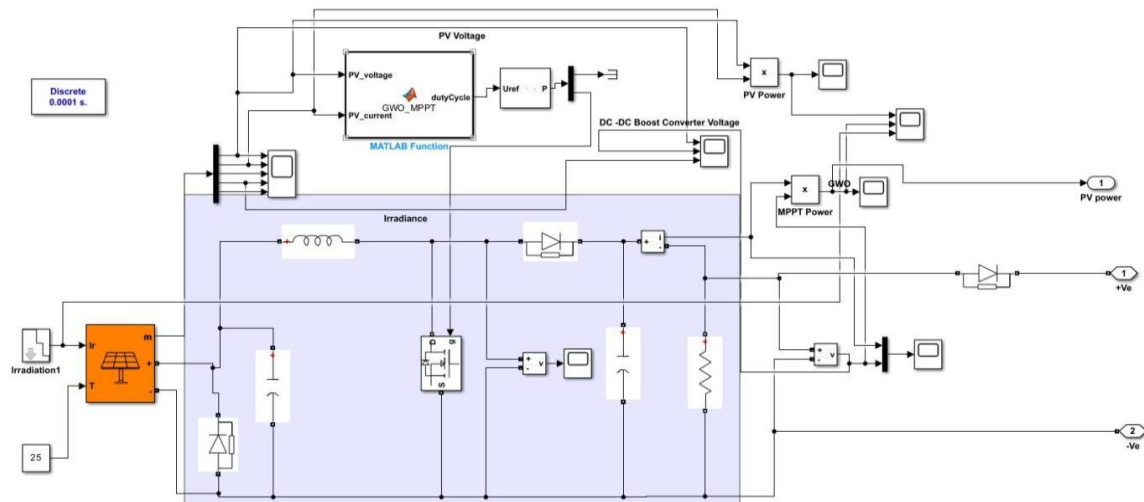 PV Voltage
Discrete
0.0001 s.
PV_voltage
PV_current
dutyCycle
GWO_MPPT
MATLAB Function
Uref
P
x
PV Power
DC -DC Boost Converter Voltage
x
MPPT Power
GWO
1
PV power
Irradiance
+
i
-
1
+Ve
Irradiation1
Ir
T
m
+
-
+
+
g
D
S
+
-
v
+
+
+
-
v
25
2
-Ve